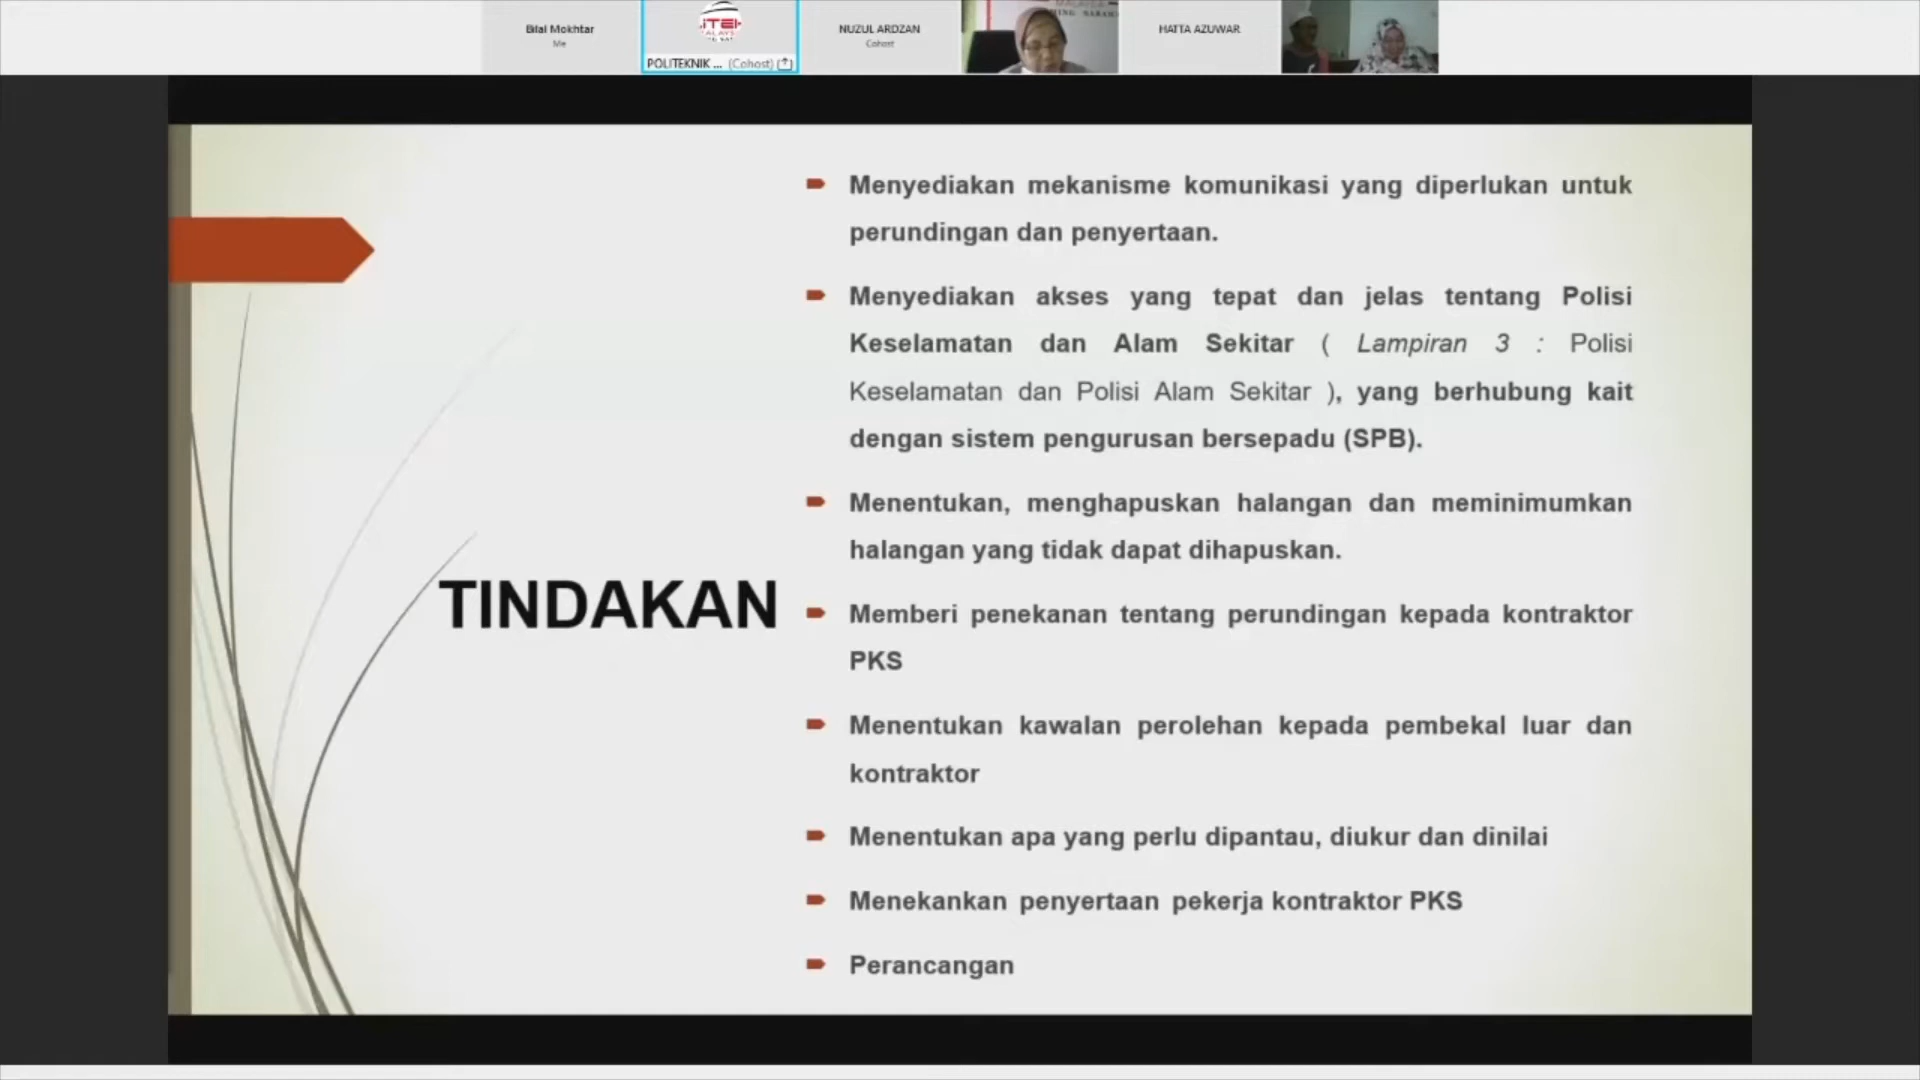 Bilal Mokhtar
Me
POLITEKNIK ... (Cohost)
NUZUL ARDZAN
Cohost
HATTA AZUWAR
TINDAKAN
Menyediakan mekanisme komunikasi yang diperlukan untuk
perundingan dan penyertaan.
Menyediakan akses yang tepat dan jelas tentang Polisi
Keselamatan dan Alam Sekitar ( Lampiran 3 : Polisi
Keselamatan dan Polisi Alam Sekitar ), yang berhubung kait
dengan sistem pengurusan bersepadu (SPB).
Menentukan, menghapuskan halangan dan meminimumkan
halangan yang tidak dapat dihapuskan.
Memberi penekanan tentang perundingan kepada kontraktor
PKS
Menentukan kawalan perolehan kepada pembekal luar dan
kontraktor
Menentukan apa yang perlu dipantau, diukur dan dinilai
Menekankan penyertaan pekerja kontraktor PKS
Perancangan